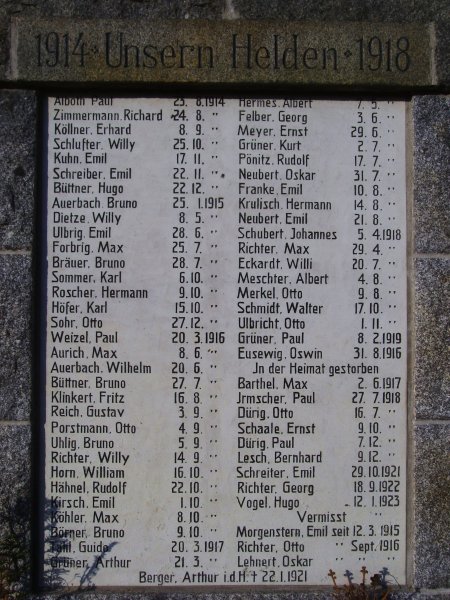 1914 · Unsern Helden · 1918
Alboth Paul 25. 8. 1914
Zimmermann. Richard 24. 8. "
Köllner. Erhard 8. 9. "
Schlufter. Willy 25. 10. "
Kuhn. Emil 17. 11. "
Schreiber. Emil 22. 11. "
Büttner. Hugo 22. 12. "
Auerbach Bruno 25. 1. 1915
Dietze. Willy 8. 5. "
Ulbrig. Emil 28. 6. "
Forbrig. Max 25. 7. "
Bräuer. Bruno 28. 7. "
Sommer. Karl 6. 10. "
Roscher. Hermann 9. 10. "
Höfer. Karl 15. 10. "
Sohr. Otto 27. 12. "
Weizel. Paul 20. 3. 1916
Aurich. Max 8. 6. "
Auerbach. Wilhelm 20. 6. "
Büttner. Bruno 27. 7. "
Klinkert. Fritz 16. 8. "
Reich. Gustav 3. 9. "
Porstmann. Otto 4. 9. "
Uhlig. Bruno 5. 9. "
Richter. Willy 14. 9. "
Horn. William 16. 10. "
Hähnel. Rudolf 22. 10. "
Kirsch. Emil 1. 10. "
Köhler. Max 8. 10. "
Börner. Bruno 9. 10. "
Guido 20. 3. 1917
Grüner. Arthur 21. 3. "
Hermes. Albert 7. 5. "
Felber. Georg 3. 6. "
Meyer. Ernst 29. 6. "
Grüner. Kurt 2. 7. "
Pönitz. Rudolf 17. 7. "
Neubert. Oskar 31. 7. "
Franke. Emil 10. 8. "
Krulisch. Hermann 14. 8. "
Neubert. Emil 21. 8. "
Schubert. Johannes 5. 4. 1918
Richter. Max 29. 4. "
Eckardt. Willi 20. 7. "
Meschter. Albert 4. 8. "
Merkel. Otto 9. 8. "
Schmidt. Walter 17. 10. "
Ulbricht. Otto 1. 11. "
Grüner. Paul 8. 2. 1919
Eusewig. Oswin 31. 8. 1916
Jn der Heimat gestorben
Barthel. Max 2. 6. 1917
Jrmscher. Paul 27. 7. 1918
Dürig. Otto 16. 7. "
Schaale. Ernst 9. 10. "
Dürig. Paul 7. 12. "
Lesch. Bernhard 9. 12. "
Schreiter. Emil 29. 10. 1921
Richter. Georg 18. 9. 1922
Vogel. Hugo 12. 1. 1923
Vermisst
Morgenstern. Emil seit 12. 3. 1915
Richter. Otto " Sept. 1916
Lehnert. Oskar " "
Berger. Arthur i.d.H. † 22. 1. 1921